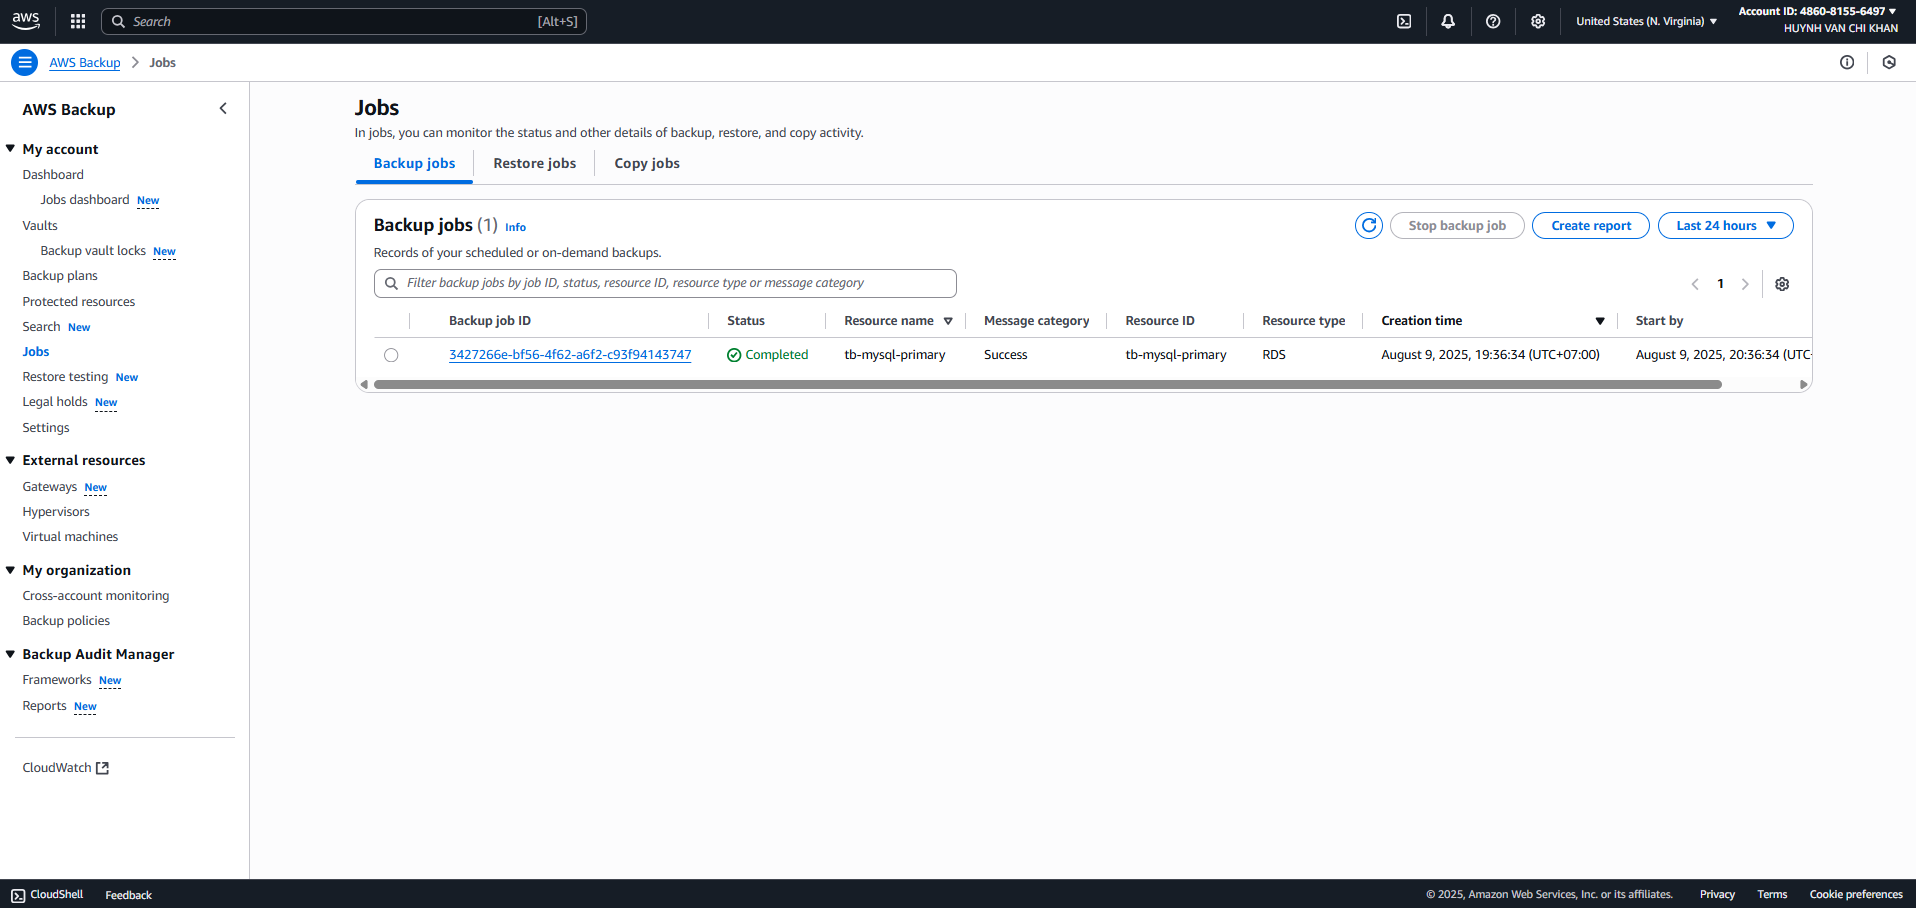 aws
Search [Alt+S]
United States (N. Virginia)
Account ID: 4860-8155-6497
HUYNH VAN CHI KHAN
AWS Backup > Jobs
AWS Backup
My account
Dashboard
Jobs dashboard New
Vaults
Backup vault locks New
Backup plans
Protected resources
Search New
Jobs
Restore testing New
Legal holds New
Settings
External resources
Gateways New
Hypervisors
Virtual machines
My organization
Cross-account monitoring
Backup policies
Backup Audit Manager
Frameworks New
Reports New
CloudWatch
Jobs
In jobs, you can monitor the status and other details of backup, restore, and copy activity.
Backup jobs Restore jobs Copy jobs
Backup jobs (1) Info
Stop backup job Create report Last 24 hours
Records of your scheduled or on-demand backups.
Filter backup jobs by job ID, status, resource ID, resource type or message category
1
Backup job ID Status Resource name Message category Resource ID Resource type Creation time Start by
3427266e-bf56-4f62-a6f2-c93f94143747 Completed tb-mysql-primary Success tb-mysql-primary RDS August 9, 2025, 19:36:34 (UTC+07:00) August 9, 2025, 20:36:34 (UTC
CloudShell Feedback
© 2025, Amazon Web Services, Inc. or its affiliates. Privacy Terms Cookie preferences